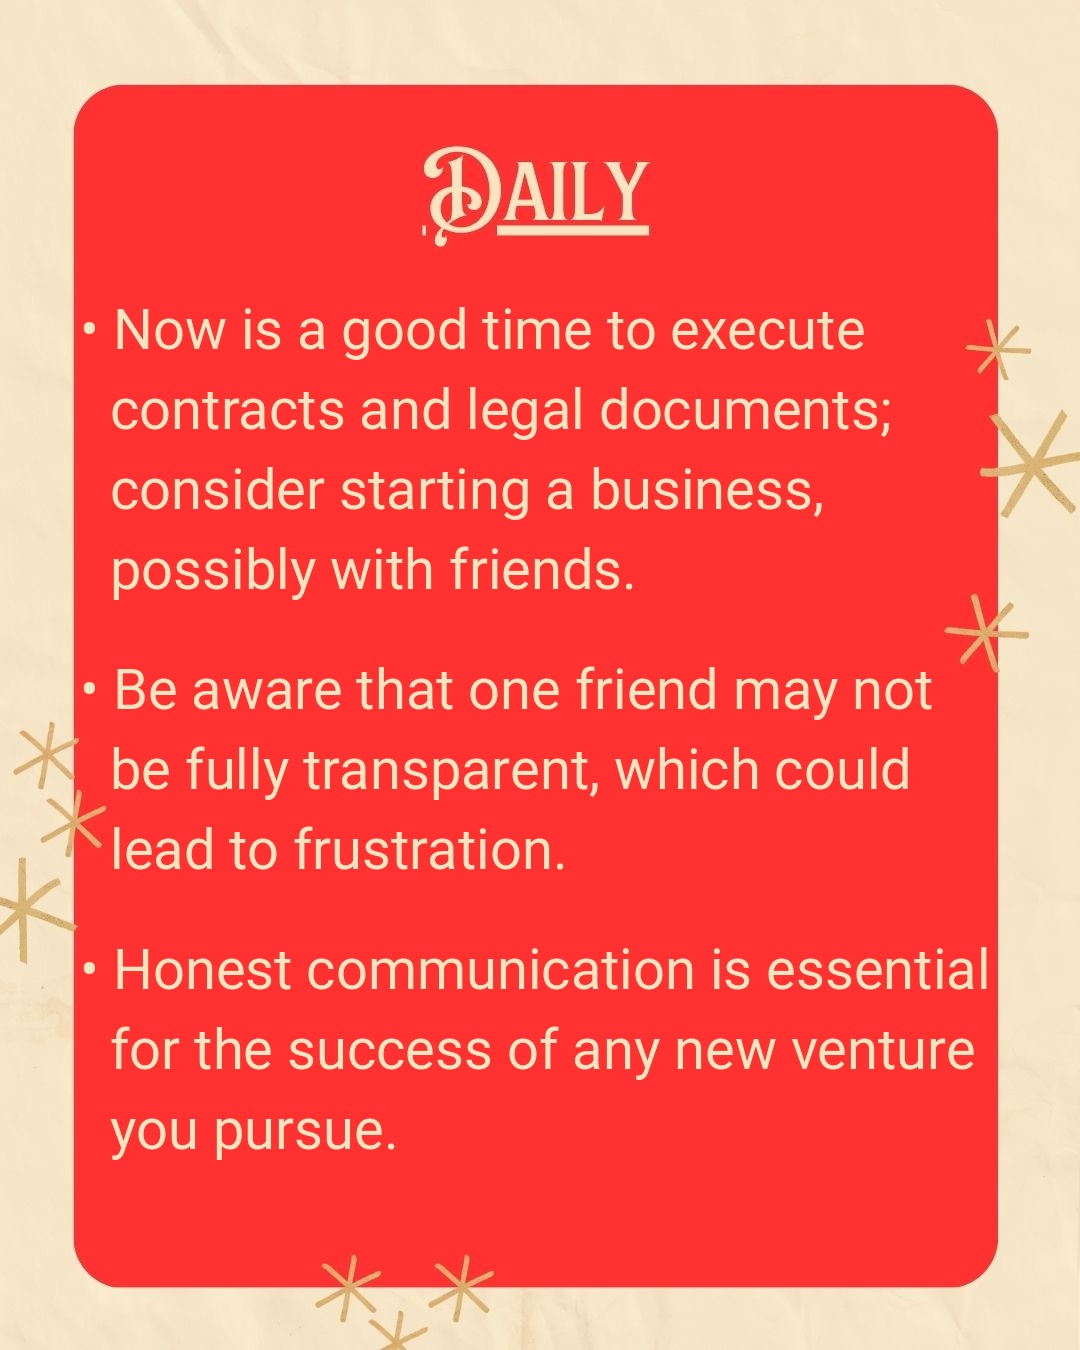 Daily
• Now is a good time to execute
contracts and legal documents;
consider starting a business,
possibly with friends.
• Be aware that one friend may not
be fully transparent, which could
lead to frustration.
• Honest communication is essential
for the success of any new venture
you pursue.